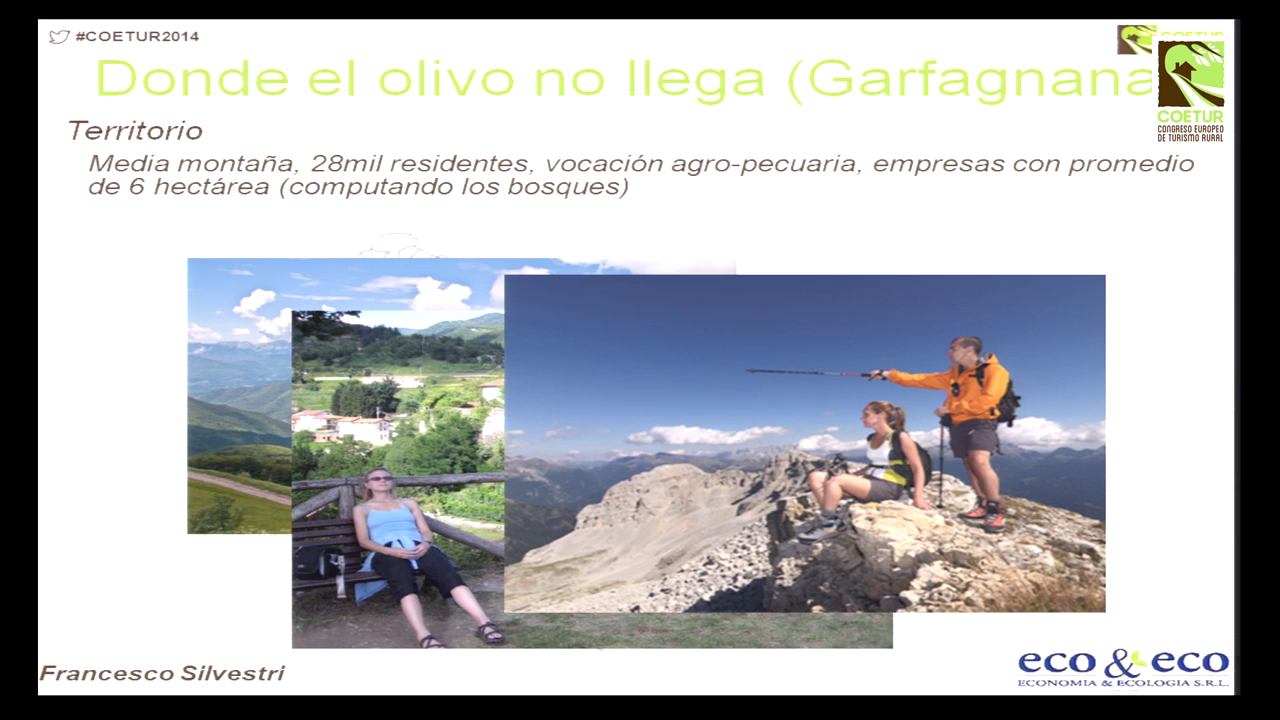 #COETUR2014
Donde el olivo no llega (Garfagnana
COETUR
CONGRESO EUROPEO
DE TURISMO RURAL
Territorio
Media montaña, 28mil residentes, vocación agro-pecuaria, empresas con promedio
de 6 hectárea (computando los bosques)
Francesco Silvestri
eco & eco
ECONOMIA & ECOLOGIA S.R.L.